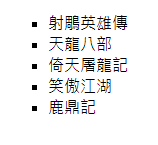 ▪ 射鵰英雄傳
▪ 天龍八部
▪ 倚天屠龍記
▪ 笑傲江湖
▪ 鹿鼎記